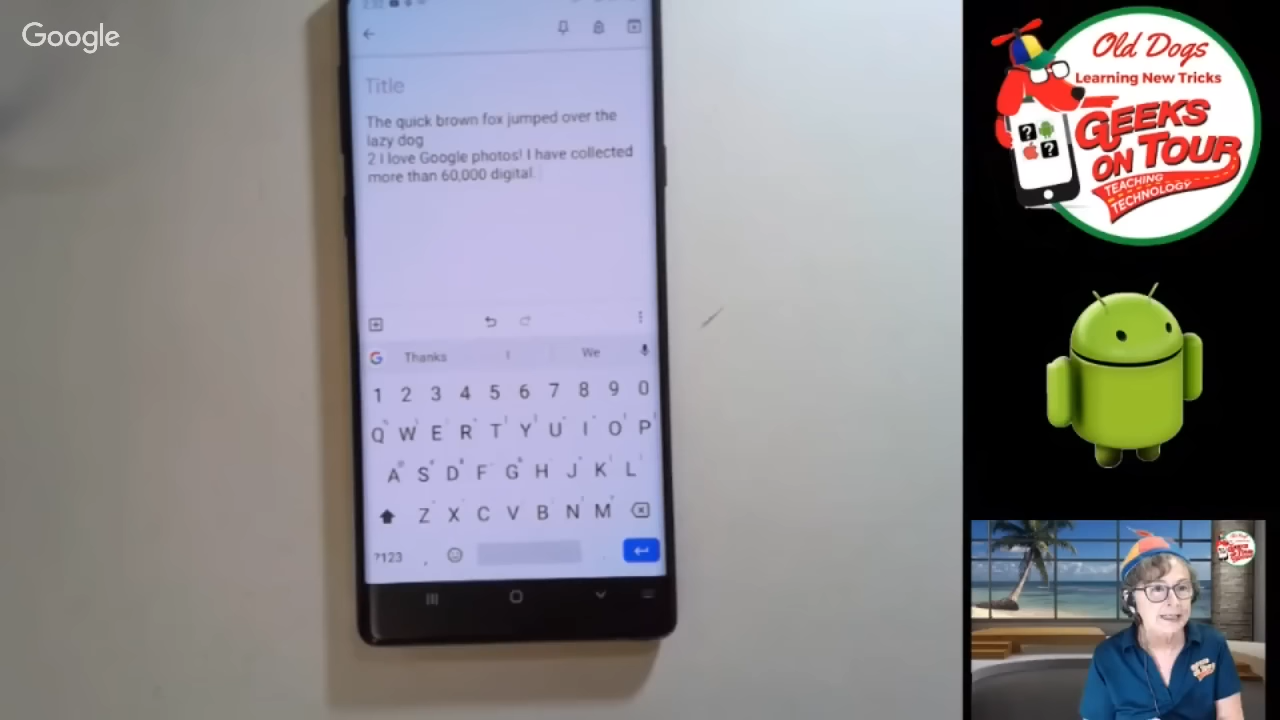 Google
Title
The quick brown fox jumped over the
lazy dog
2 I love Google photos! I have collected
more than 60,000 digital.
G Thanks I We
1 2 3 4 5 6 7 8 9 0
Q W E R T Y U I O P
A S D F G H J K L
Z X C V B N M
?123 , .
Old Dogs
Learning New Tricks
GEEKS
ON TOUR
TEACHING
TECHNOLOGY
? ?